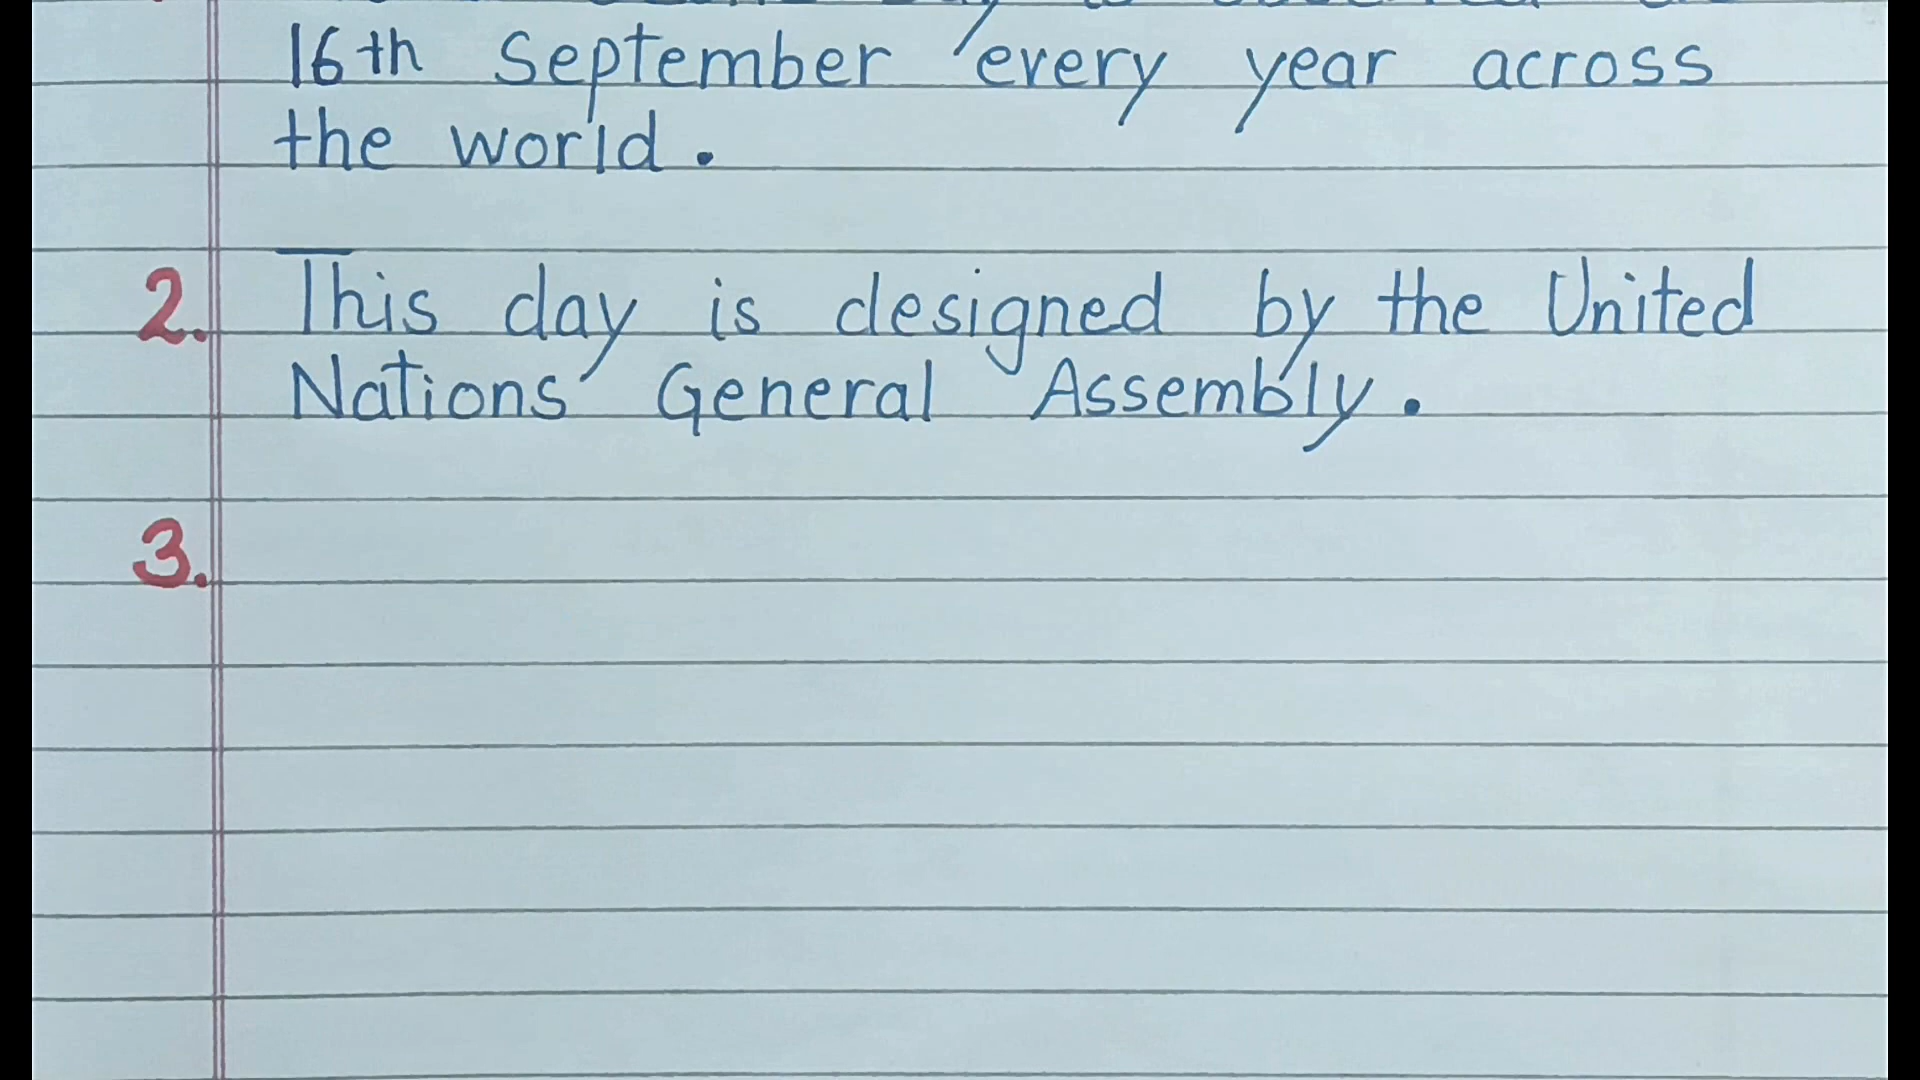 16th September every year across
the world.
2. This day is designed by the United
Nations General Assembly.
3.